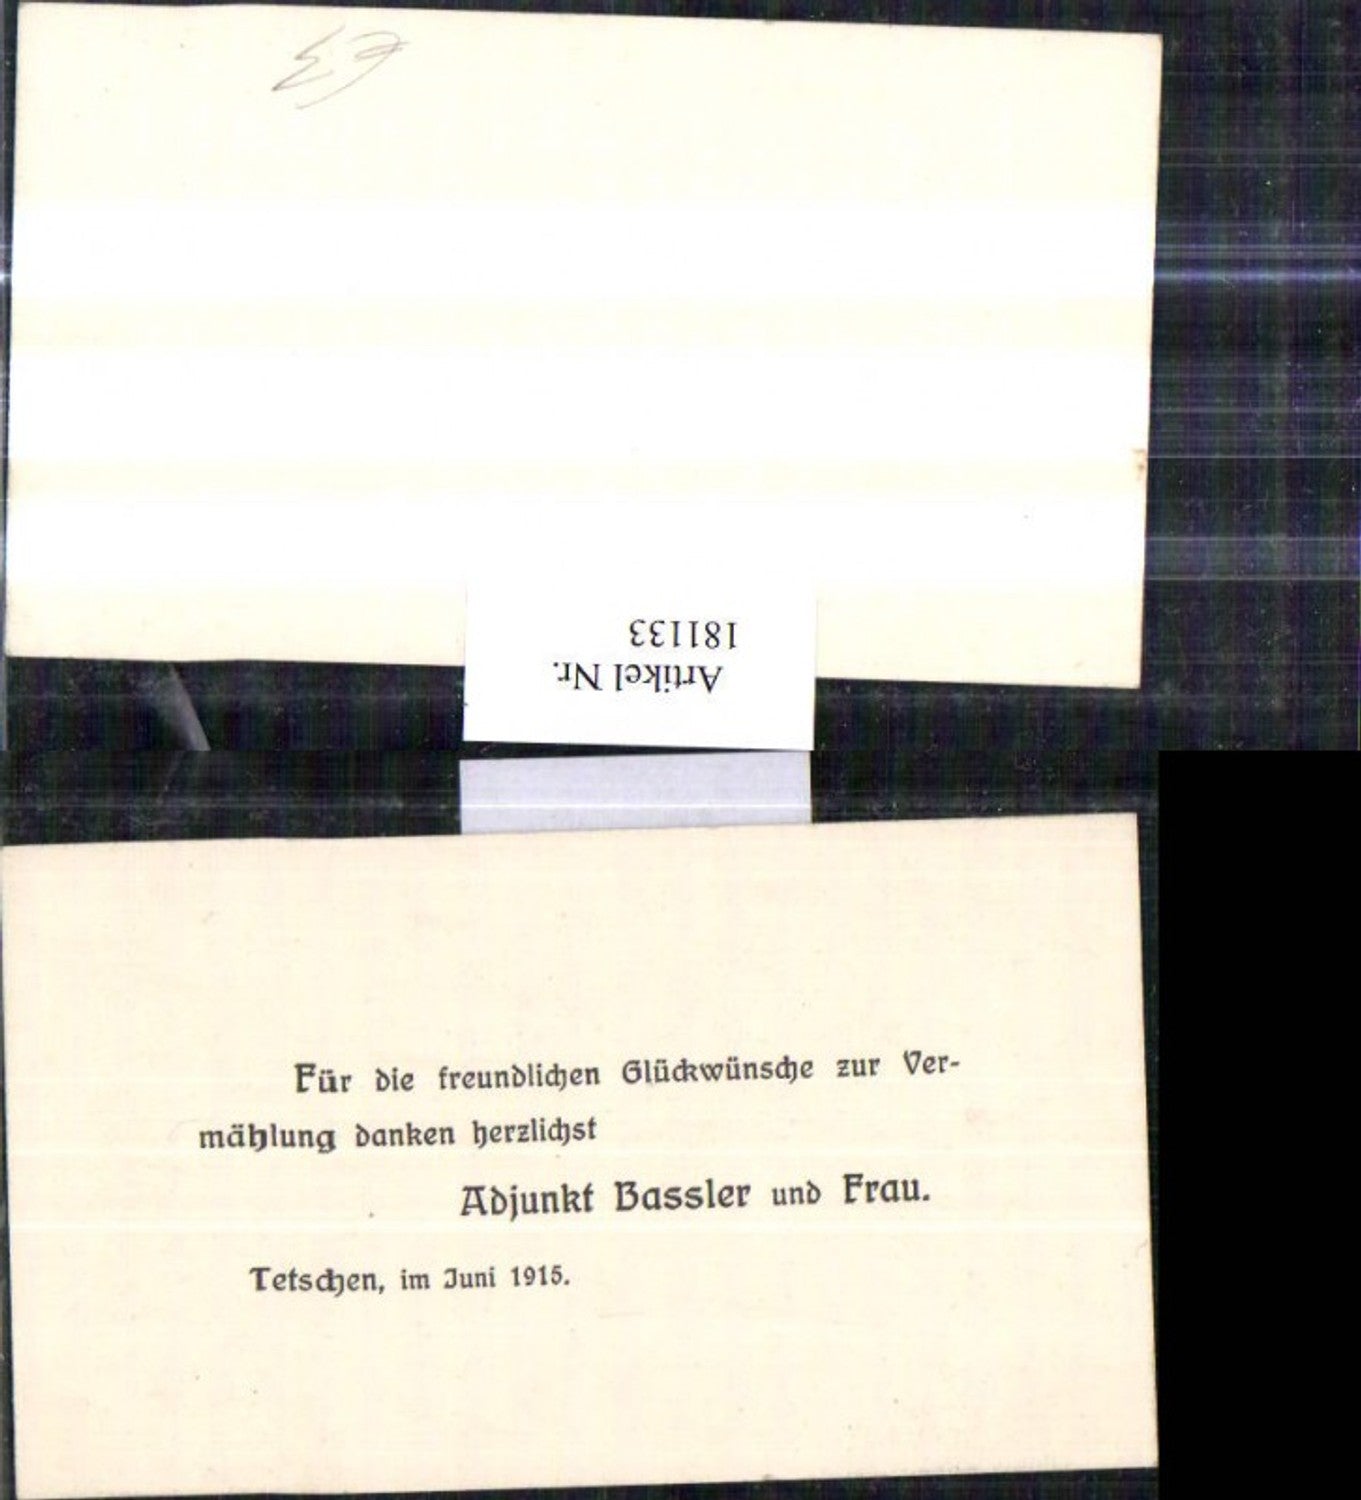 Artikel Nr.
181133
Für die freundlichen Glückwünsche zur Ver-
mählung danken herzlichst
Adjunkt Bassler und Frau.
Tetschen, im Juni 1915.